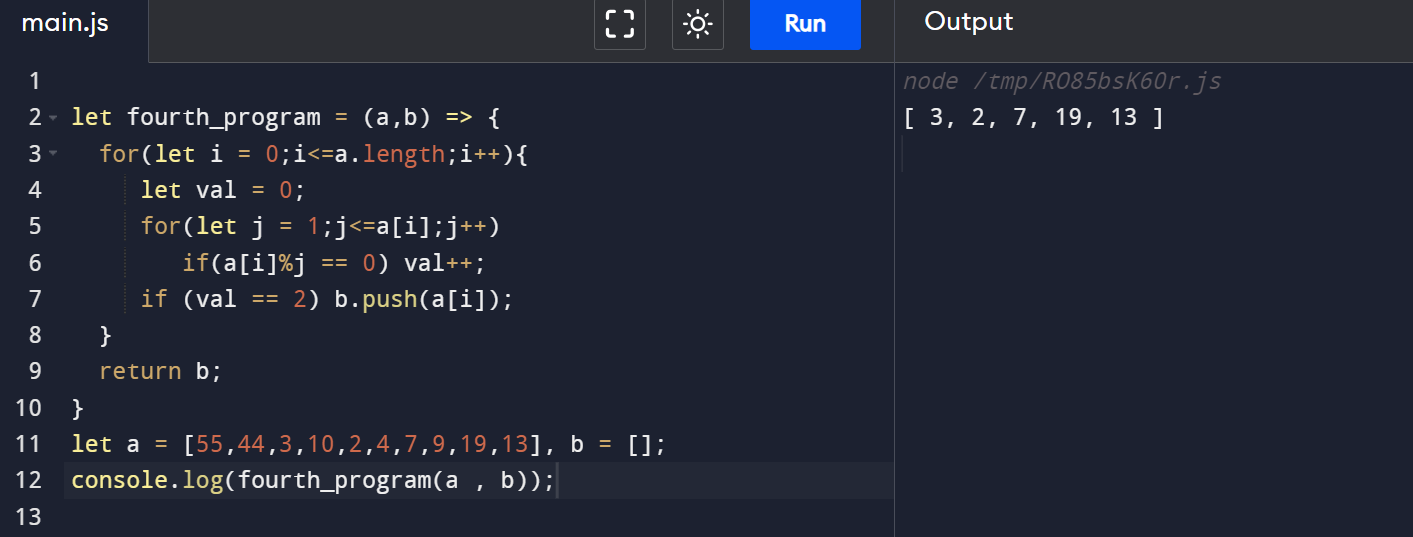 main.js
Run
Output
1
2 let fourth_program = (a,b) => {
3 for(let i = 0;i<=a.length;i++){
4 let val = 0;
5 for(let j = 1;j<=a[i];j++)
6 if(a[i]%j == 0) val++;
7 if (val == 2) b.push(a[i]);
8 }
9 return b;
10 }
11 let a = [55,44,3,10,2,4,7,9,19,13], b = [];
12 console.log(fourth_program(a , b));
13
node /tmp/RO85bsK6Or.js
[ 3, 2, 7, 19, 13 ]